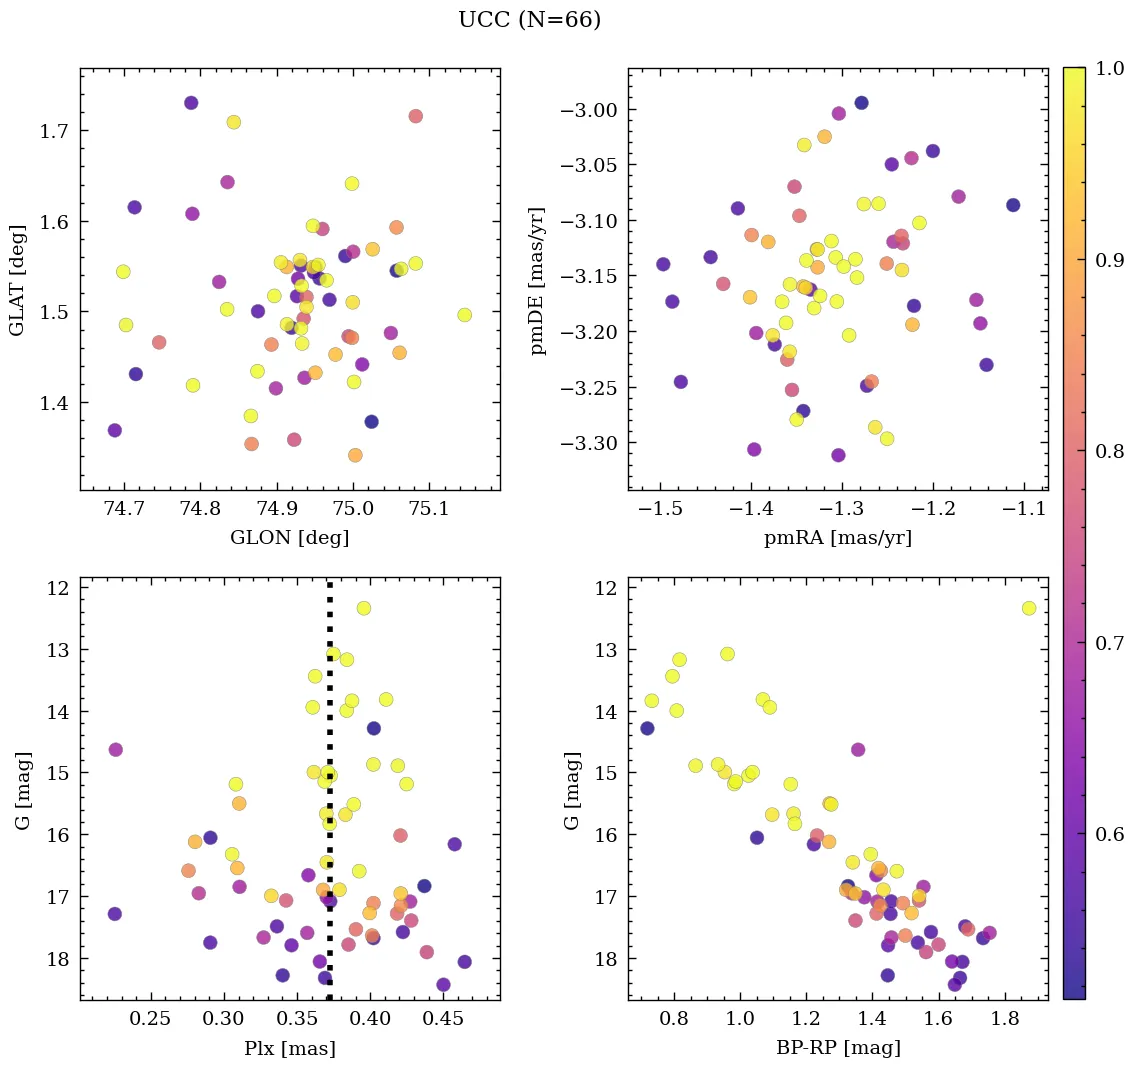 UCC (N=66)
1.7
1.6
1.5
1.4
GLAT [deg]
74.7 74.8 74.9 75.0 75.1
GLON [deg]
−3.00
−3.05
−3.10
−3.15
−3.20
−3.25
−3.30
pmDE [mas/yr]
−1.5 −1.4 −1.3 −1.2 −1.1
pmRA [mas/yr]
1.0
0.9
0.8
0.7
0.6
12
13
14
15
16
17
18
G [mag]
0.25 0.30 0.35 0.40 0.45
Plx [mas]
12
13
14
15
16
17
18
G [mag]
0.8 1.0 1.2 1.4 1.6 1.8
BP-RP [mag]